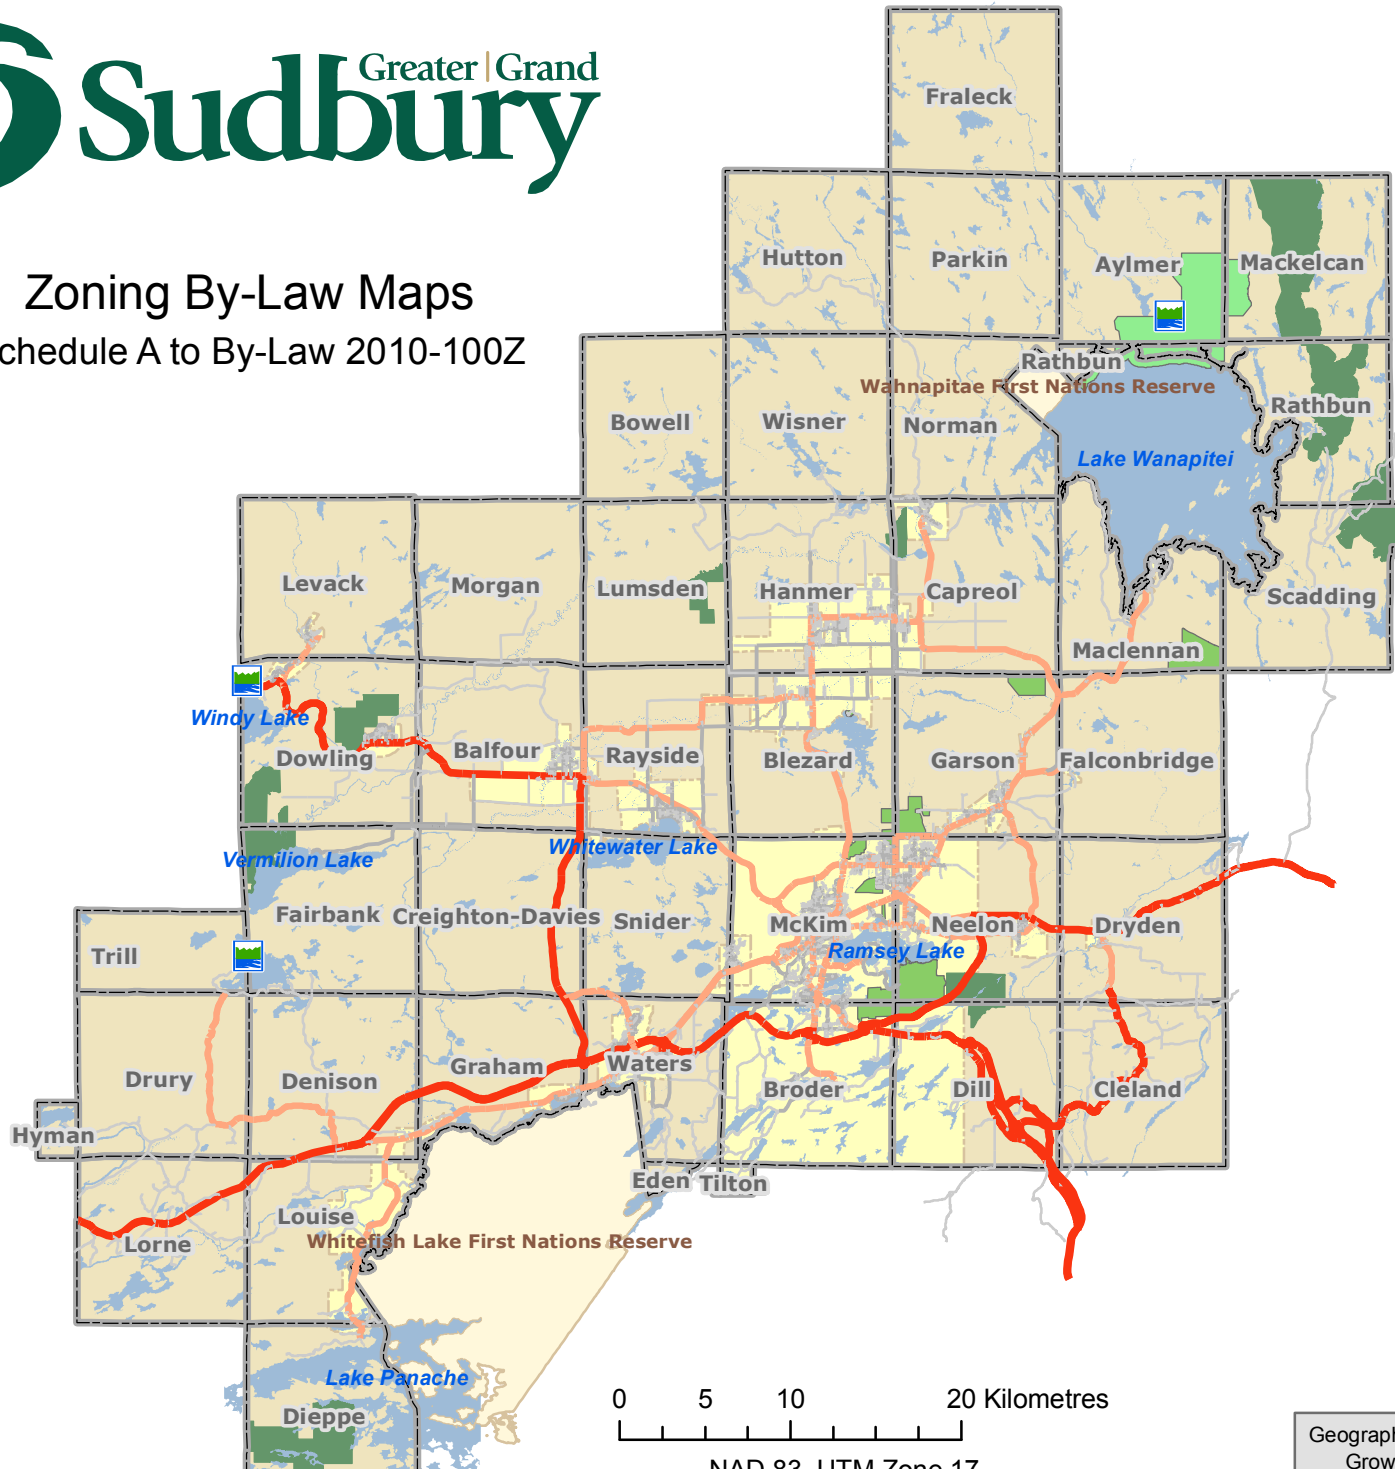 Greater | Grand
Sudbury
Zoning By-Law Maps
chedule A to By-Law 2010-100Z
Fraleck
Hutton
Parkin
Aylmer
Mackelcan
Rathbun
Wahnapitae First Nations Reserve
Rathbun
Bowell
Wisner
Norman
Lake Wanapitei
Levack
Morgan
Lumsden
Hanmer
Capreol
Scadding
Maclennan
Windy Lake
Dowling
Balfour
Rayside
Blezard
Garson
Falconbridge
Whitewater Lake
Vermilion Lake
Fairbank
Creighton-Davies
Snider
McKim
Neelon
Dryden
Trill
Ramsey Lake
Drury
Denison
Graham
Waters
Broder
Dill
Cleland
Hyman
Eden
Tilton
Louise
Lorne
Whitefish Lake First Nations Reserve
Lake Panache
Dieppe
0 5 10 20 Kilometres
NAD 83, UTM Zone 17
Geograph
Grow